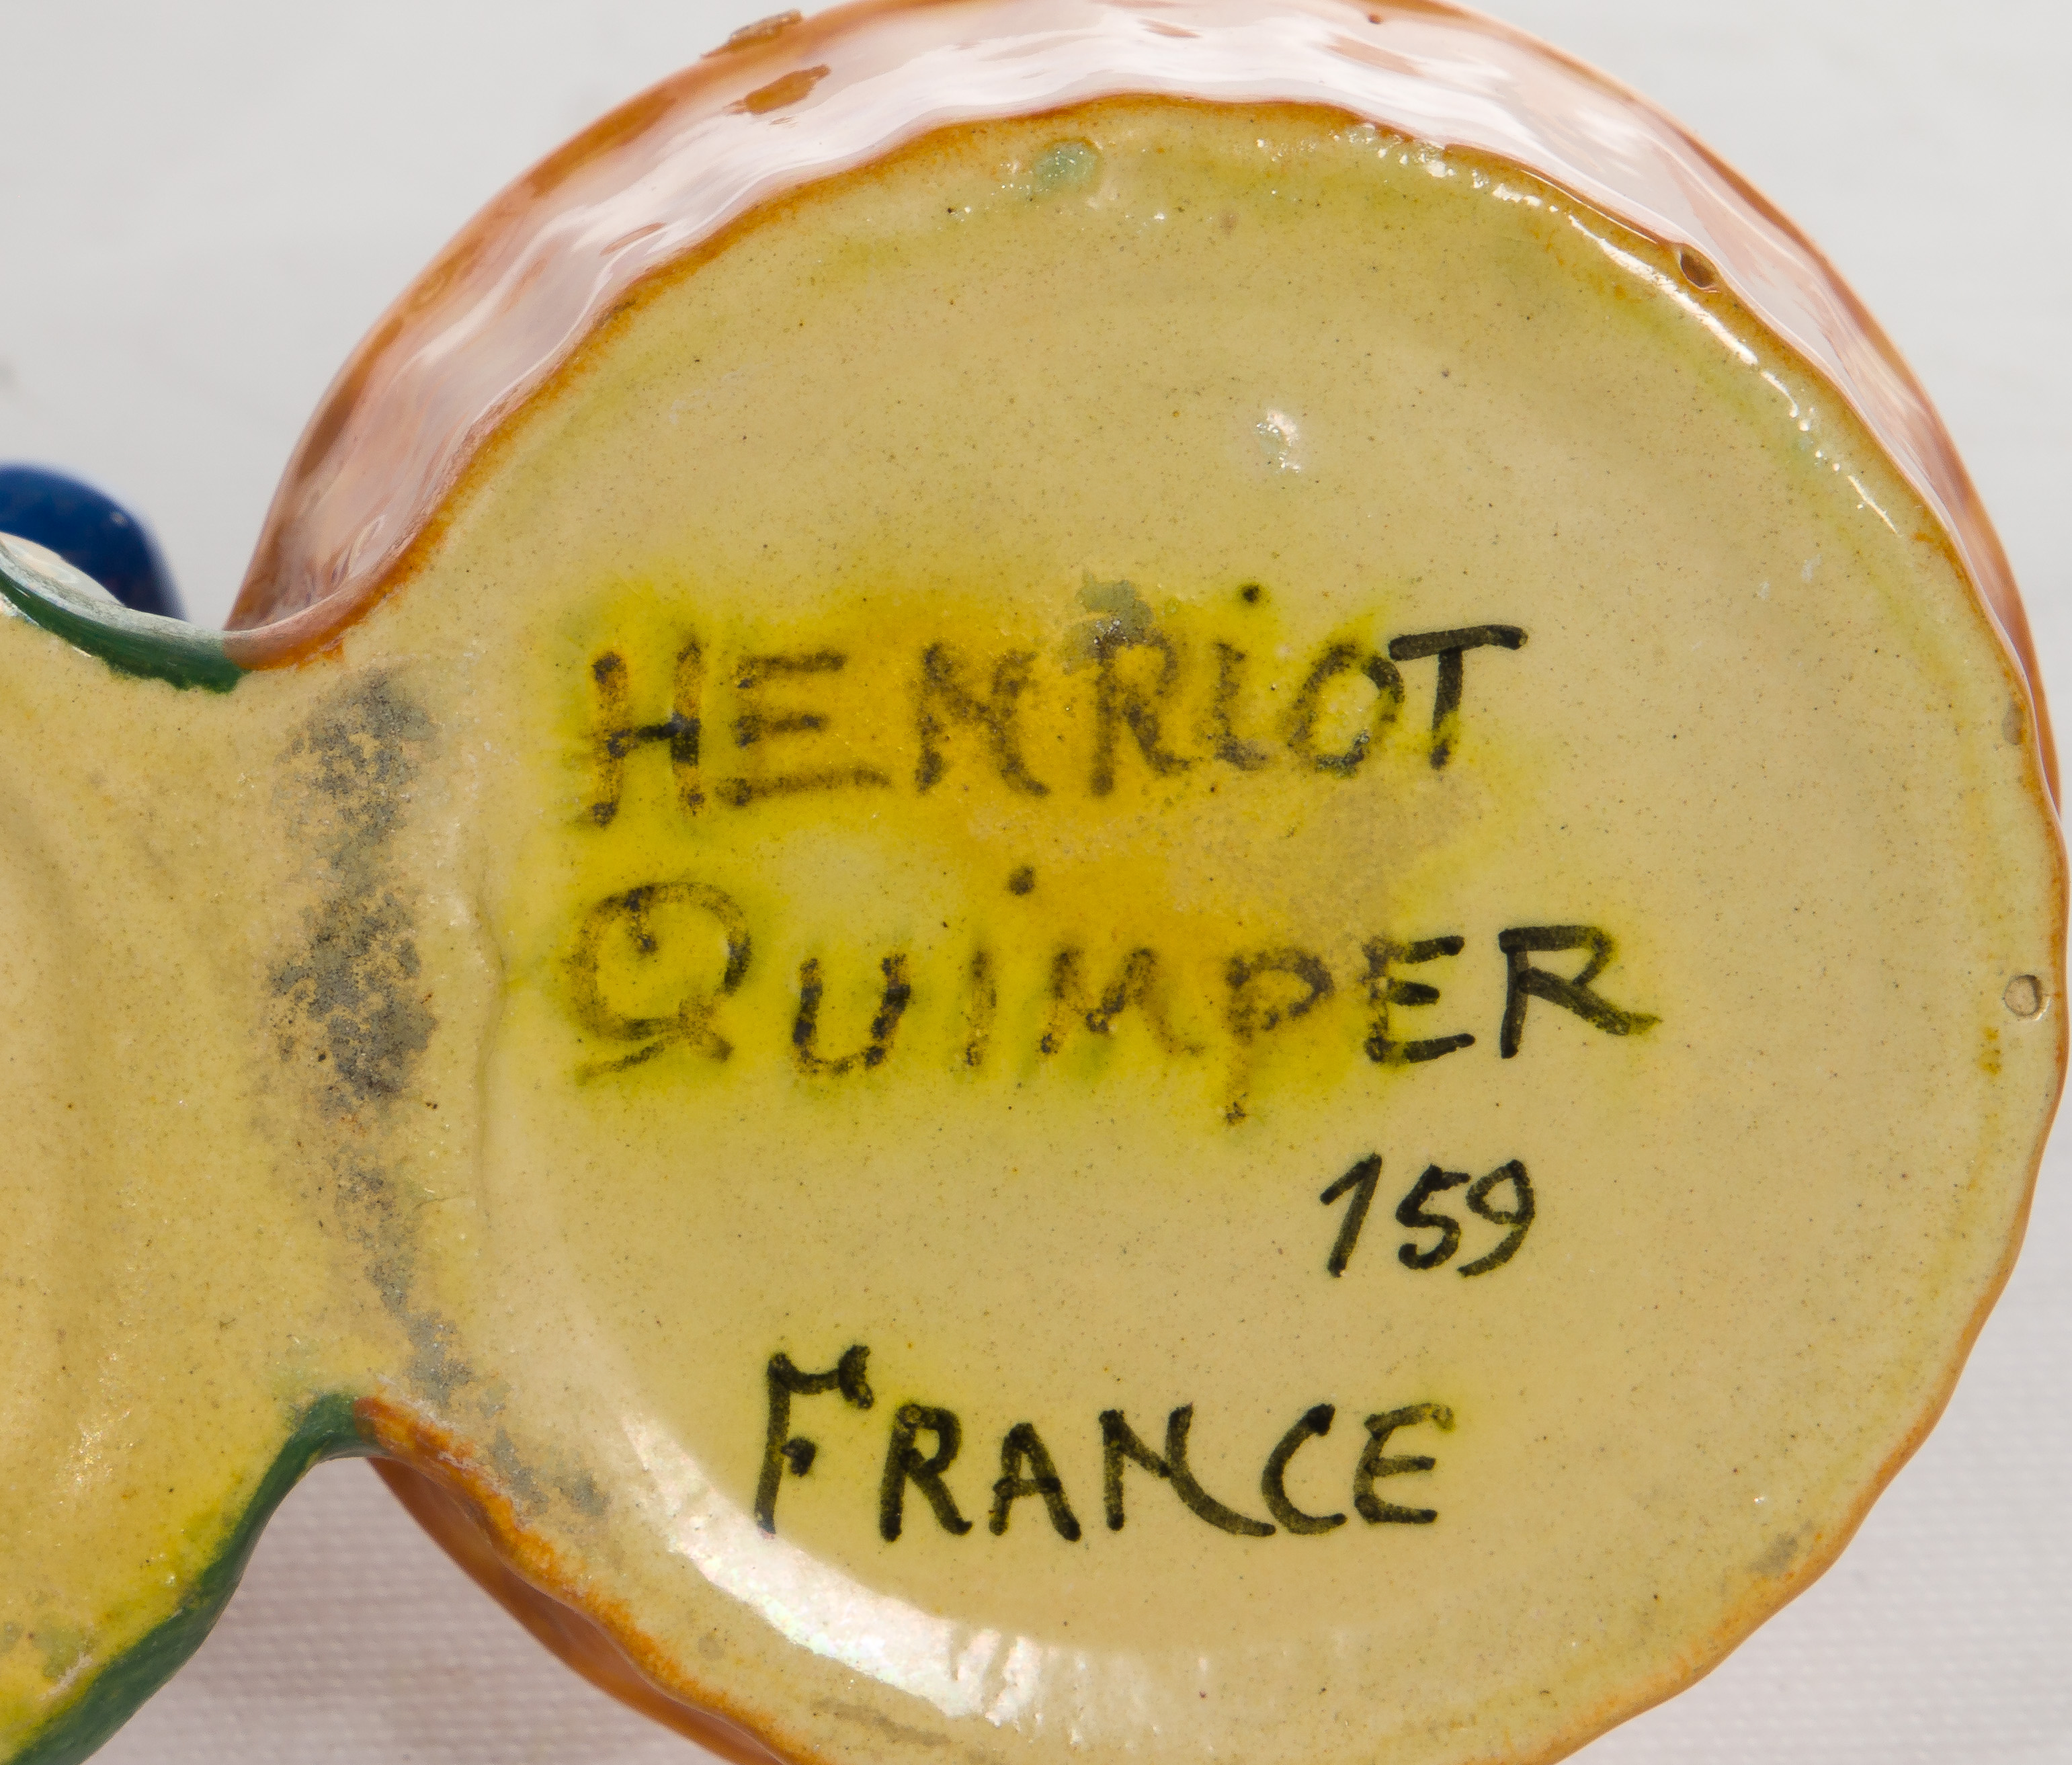 HENRiOT
QUiMPER
159
FRANCE